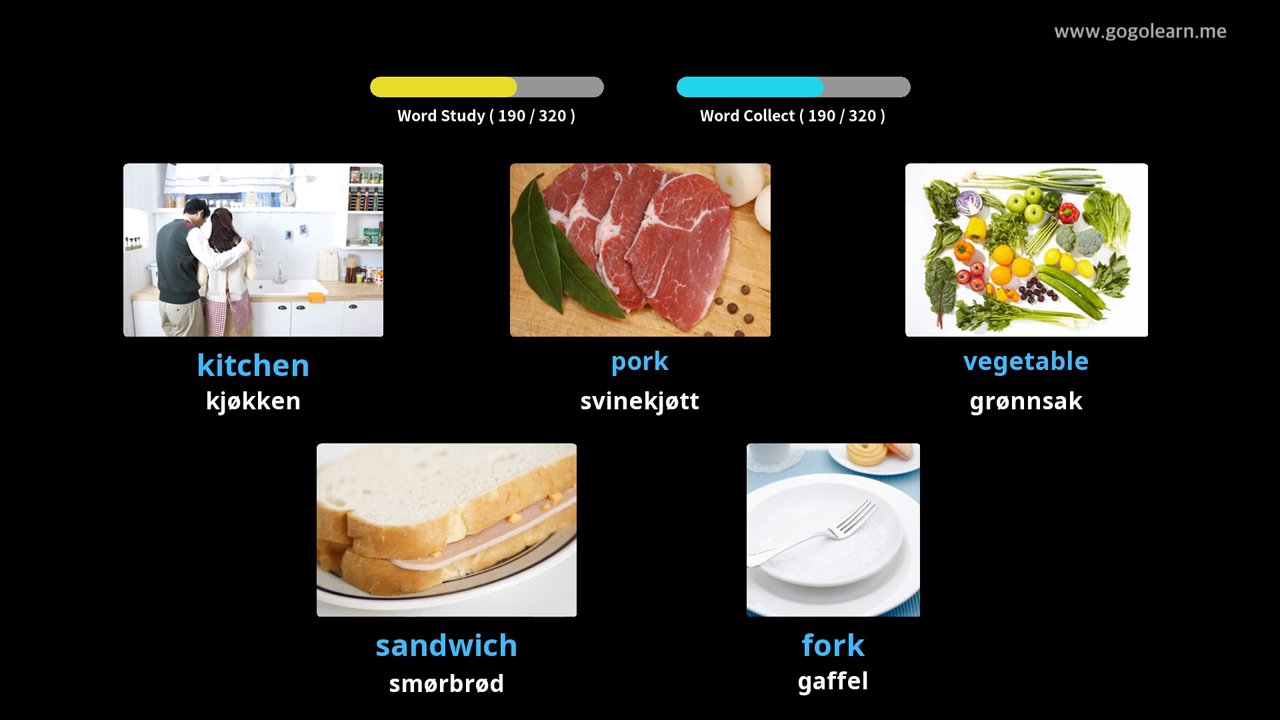 www.gogolearn.me
Word Study ( 190 / 320 )
Word Collect ( 190 / 320 )
kitchen
kjøkken
pork
svinekjøtt
vegetable
grønnsak
sandwich
smørbrød
fork
gaffel